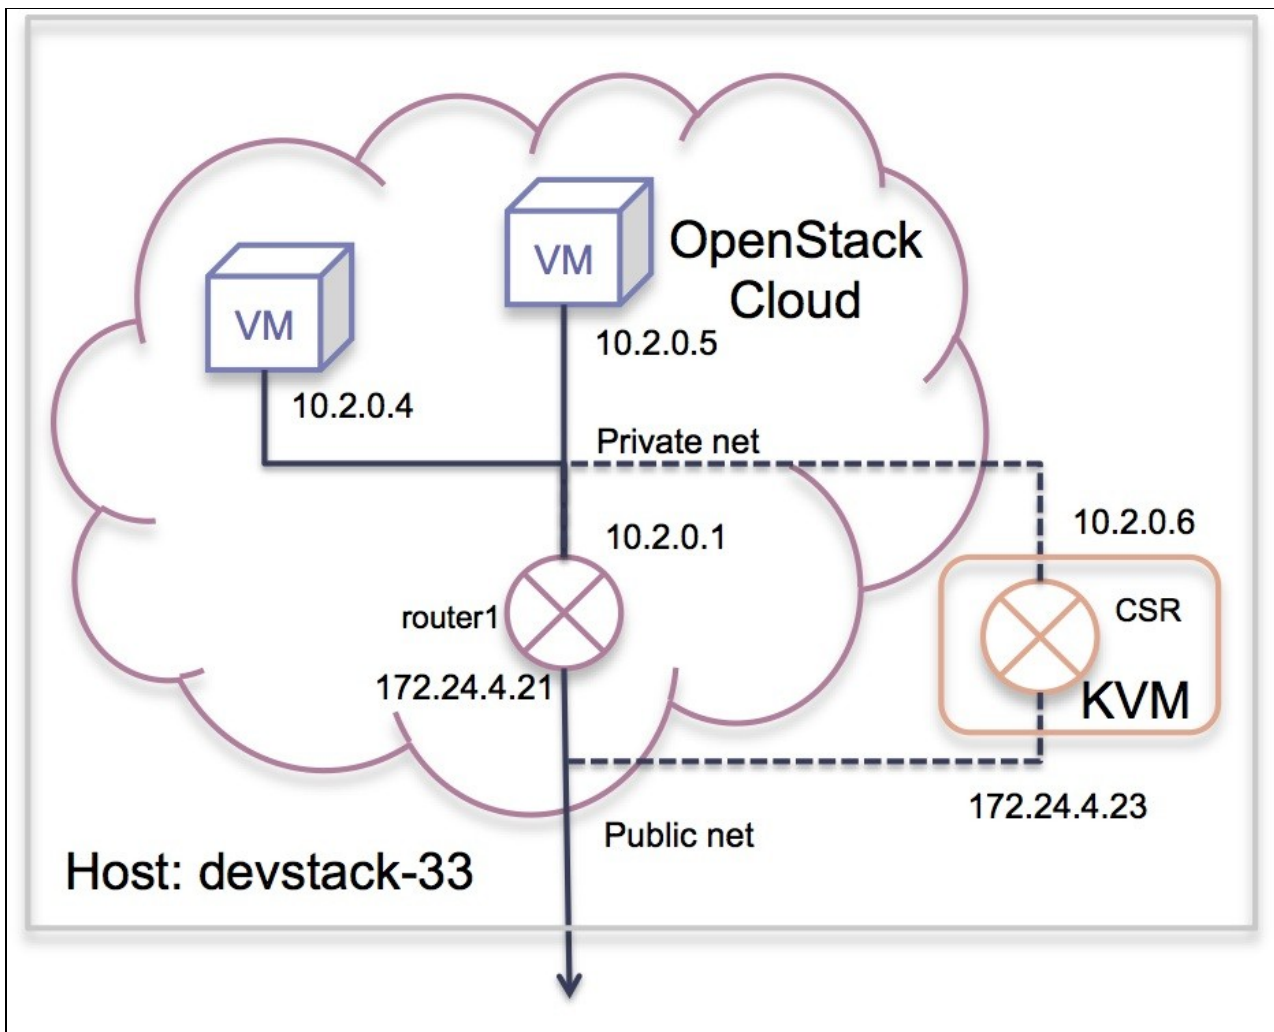 VM
OpenStack
Cloud
VM
10.2.0.5
10.2.0.4
Private net
10.2.0.6
10.2.0.1
router1
CSR
172.24.4.21
KVM
172.24.4.23
Public net
Host: devstack-33